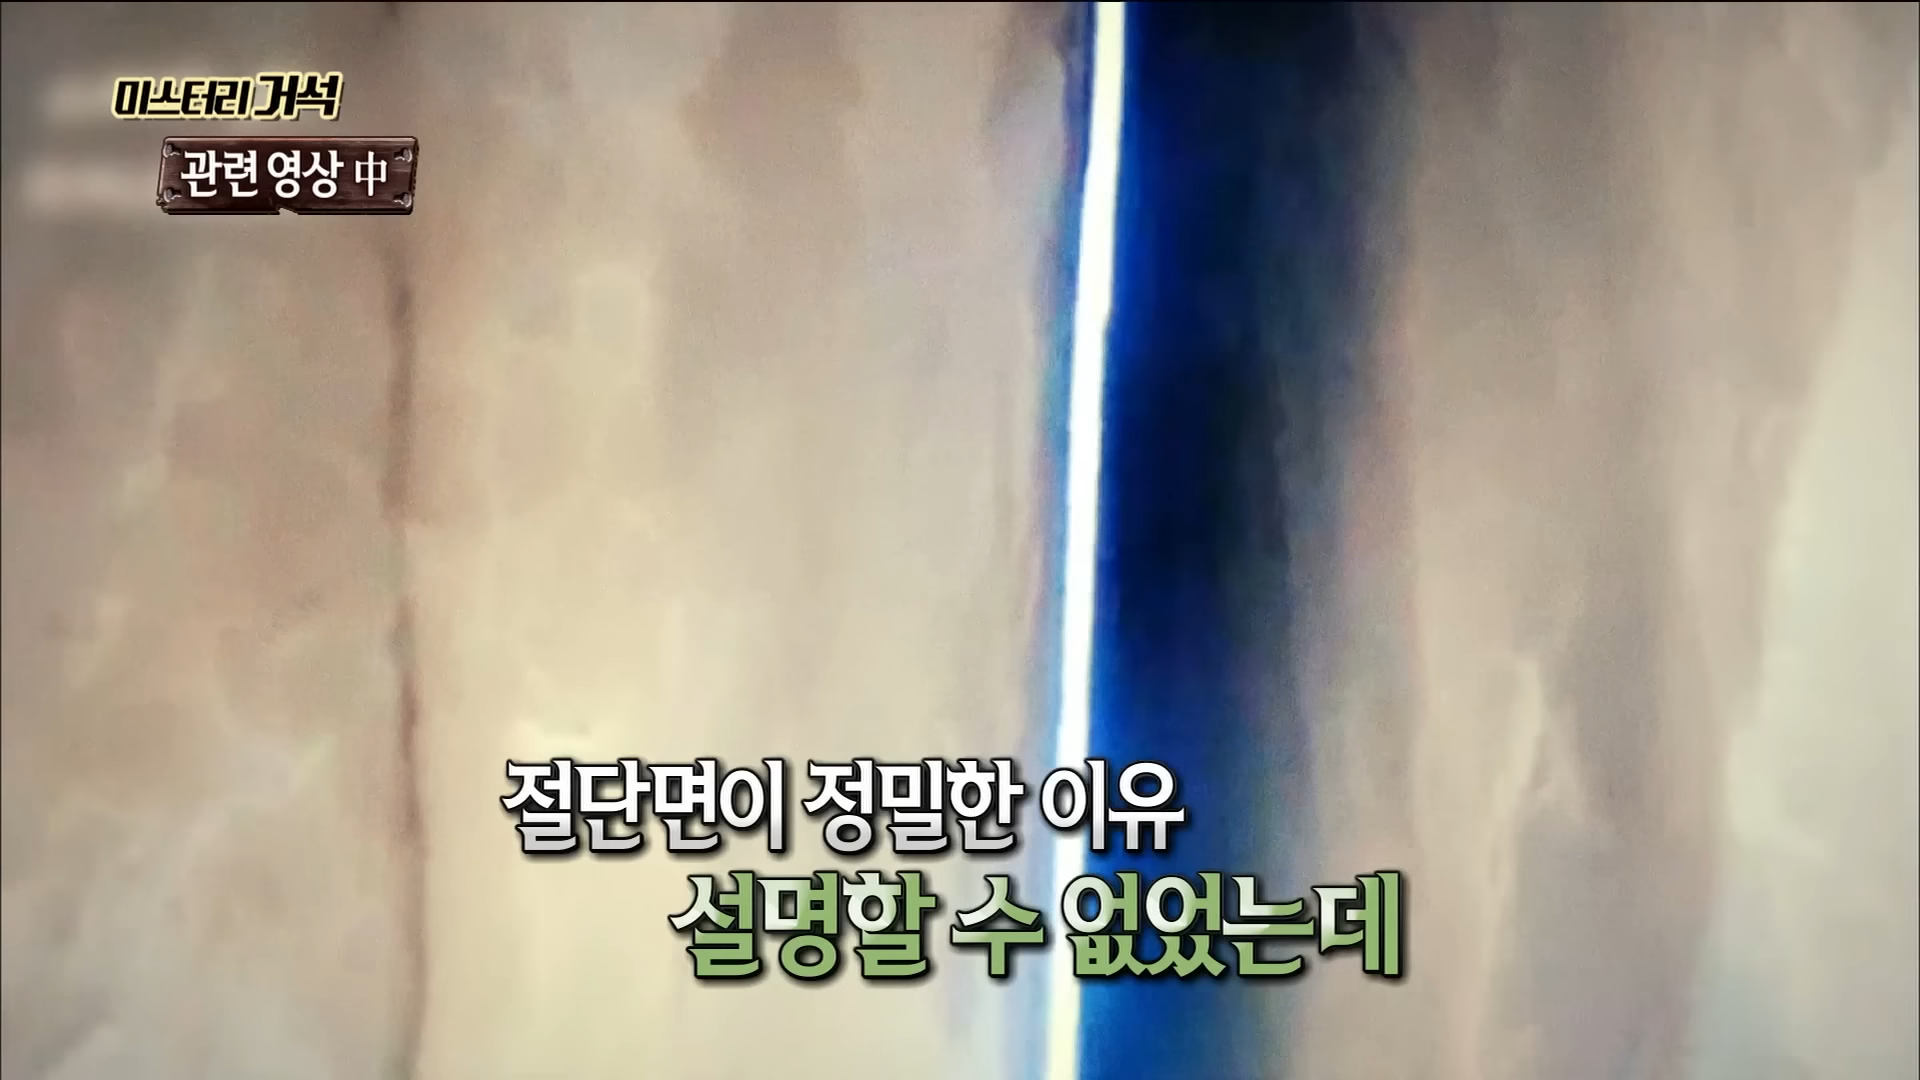 미스터리 거석
관련 영상 中
절단면이 정밀한 이유
설명할 수 없었는데